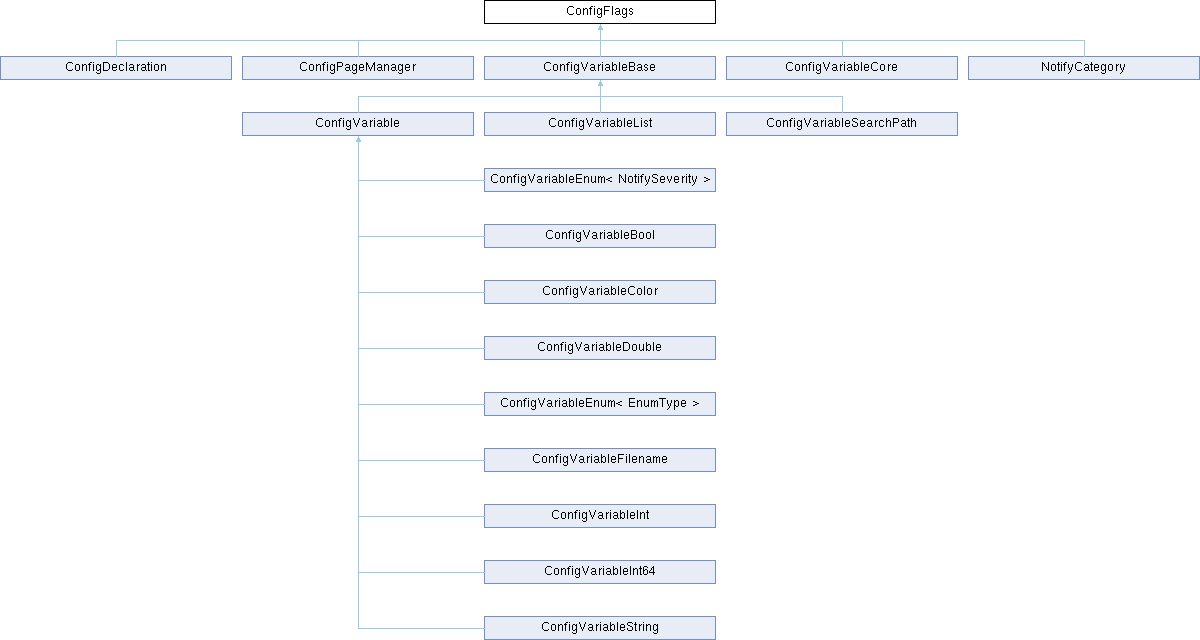 ConfigFlags
ConfigDeclaration
ConfigPageManager
ConfigVariableBase
ConfigVariableCore
NotifyCategory
ConfigVariable
ConfigVariableList
ConfigVariableSearchPath
ConfigVariableEnum< NotifySeverity >
ConfigVariableBool
ConfigVariableColor
ConfigVariableDouble
ConfigVariableEnum< EnumType >
ConfigVariableFilename
ConfigVariableInt
ConfigVariableInt64
ConfigVariableString